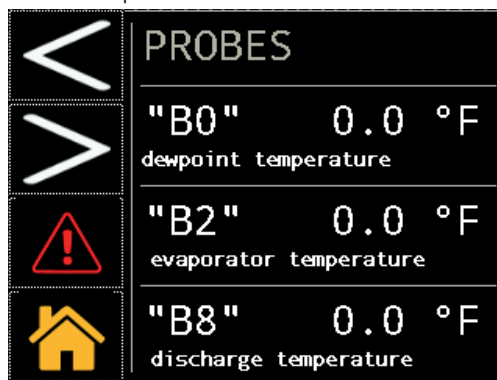 PROBES
"B0" 0.0 °F
dewpoint temperature
"B2" 0.0 °F
evaporator temperature
"B8" 0.0 °F
discharge temperature